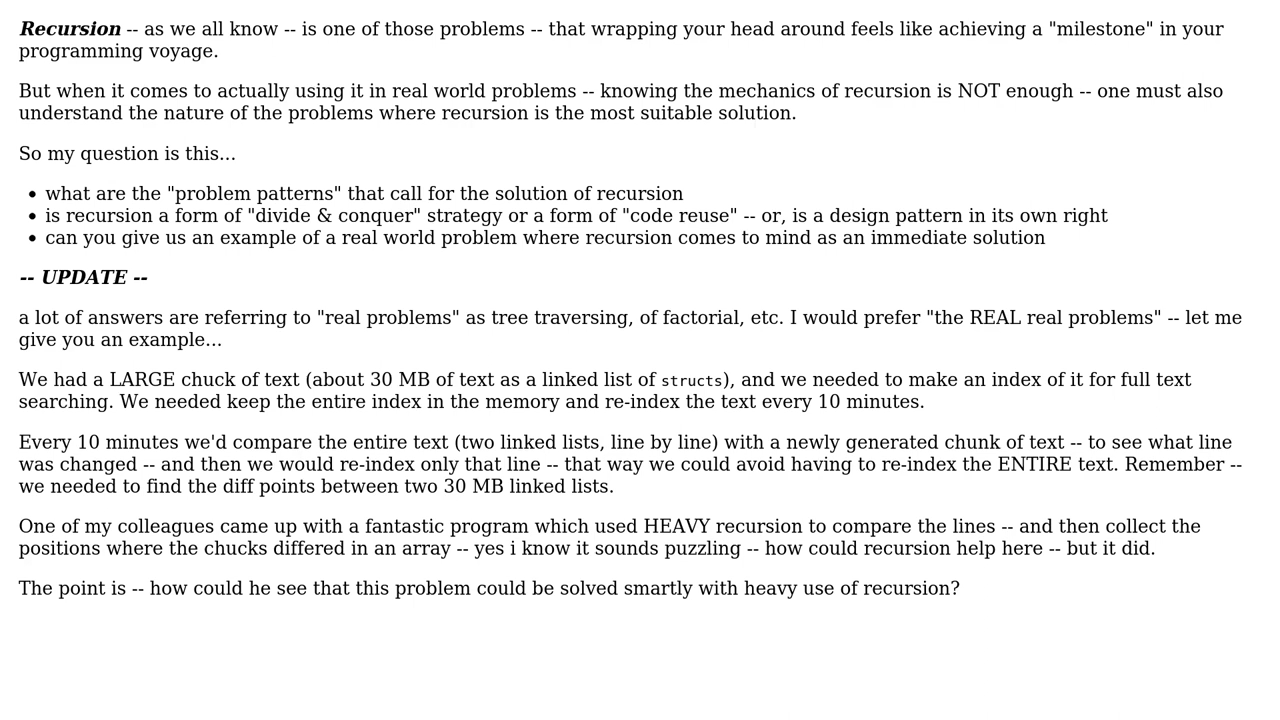 Recursion -- as we all know -- is one of those problems -- that wrapping your head around feels like achieving a "milestone" in your
programming voyage.
But when it comes to actually using it in real world problems -- knowing the mechanics of recursion is NOT enough -- one must also
understand the nature of the problems where recursion is the most suitable solution.
So my question is this...
• what are the "problem patterns" that call for the solution of recursion
• is recursion a form of "divide & conquer" strategy or a form of "code reuse" -- or, is a design pattern in its own right
• can you give us an example of a real world problem where recursion comes to mind as an immediate solution
-- UPDATE --
a lot of answers are referring to "real problems" as tree traversing, of factorial, etc. I would prefer "the REAL real problems" -- let me
give you an example...
We had a LARGE chuck of text (about 30 MB of text as a linked list of structs), and we needed to make an index of it for full text
searching. We needed keep the entire index in the memory and re-index the text every 10 minutes.
Every 10 minutes we'd compare the entire text (two linked lists, line by line) with a newly generated chunk of text -- to see what line
was changed -- and then we would re-index only that line -- that way we could avoid having to re-index the ENTIRE text. Remember --
we needed to find the diff points between two 30 MB linked lists.
One of my colleagues came up with a fantastic program which used HEAVY recursion to compare the lines -- and then collect the
positions where the chucks differed in an array -- yes i know it sounds puzzling -- how could recursion help here -- but it did.
The point is -- how could he see that this problem could be solved smartly with heavy use of recursion?